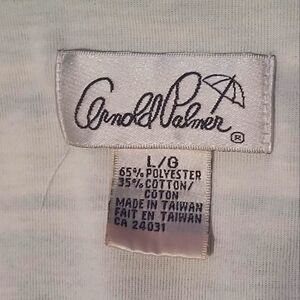 Arnold Palmer ®
L/G
65% POLYESTER
35% COTTON/
COTON
MADE IN TAIWAN
FAIT EN TAIWAN
CA 24031